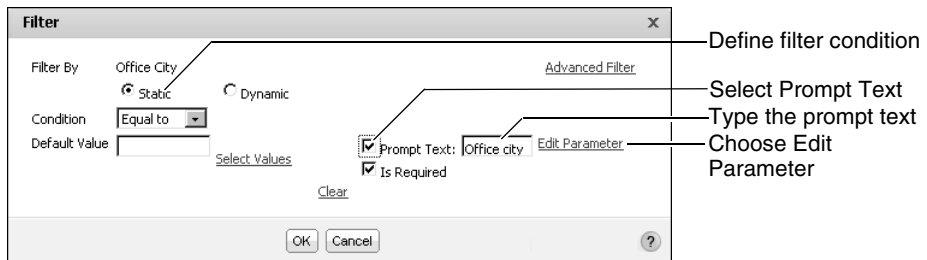 Filter x
Define filter condition
Filter By Office City Advanced Filter
Static Dynamic
Select Prompt Text
Condition Equal to
Type the prompt text
Default Value Select Values Prompt Text: Office city Edit Parameter
Choose Edit
Parameter
Is Required
Clear
OK Cancel ?